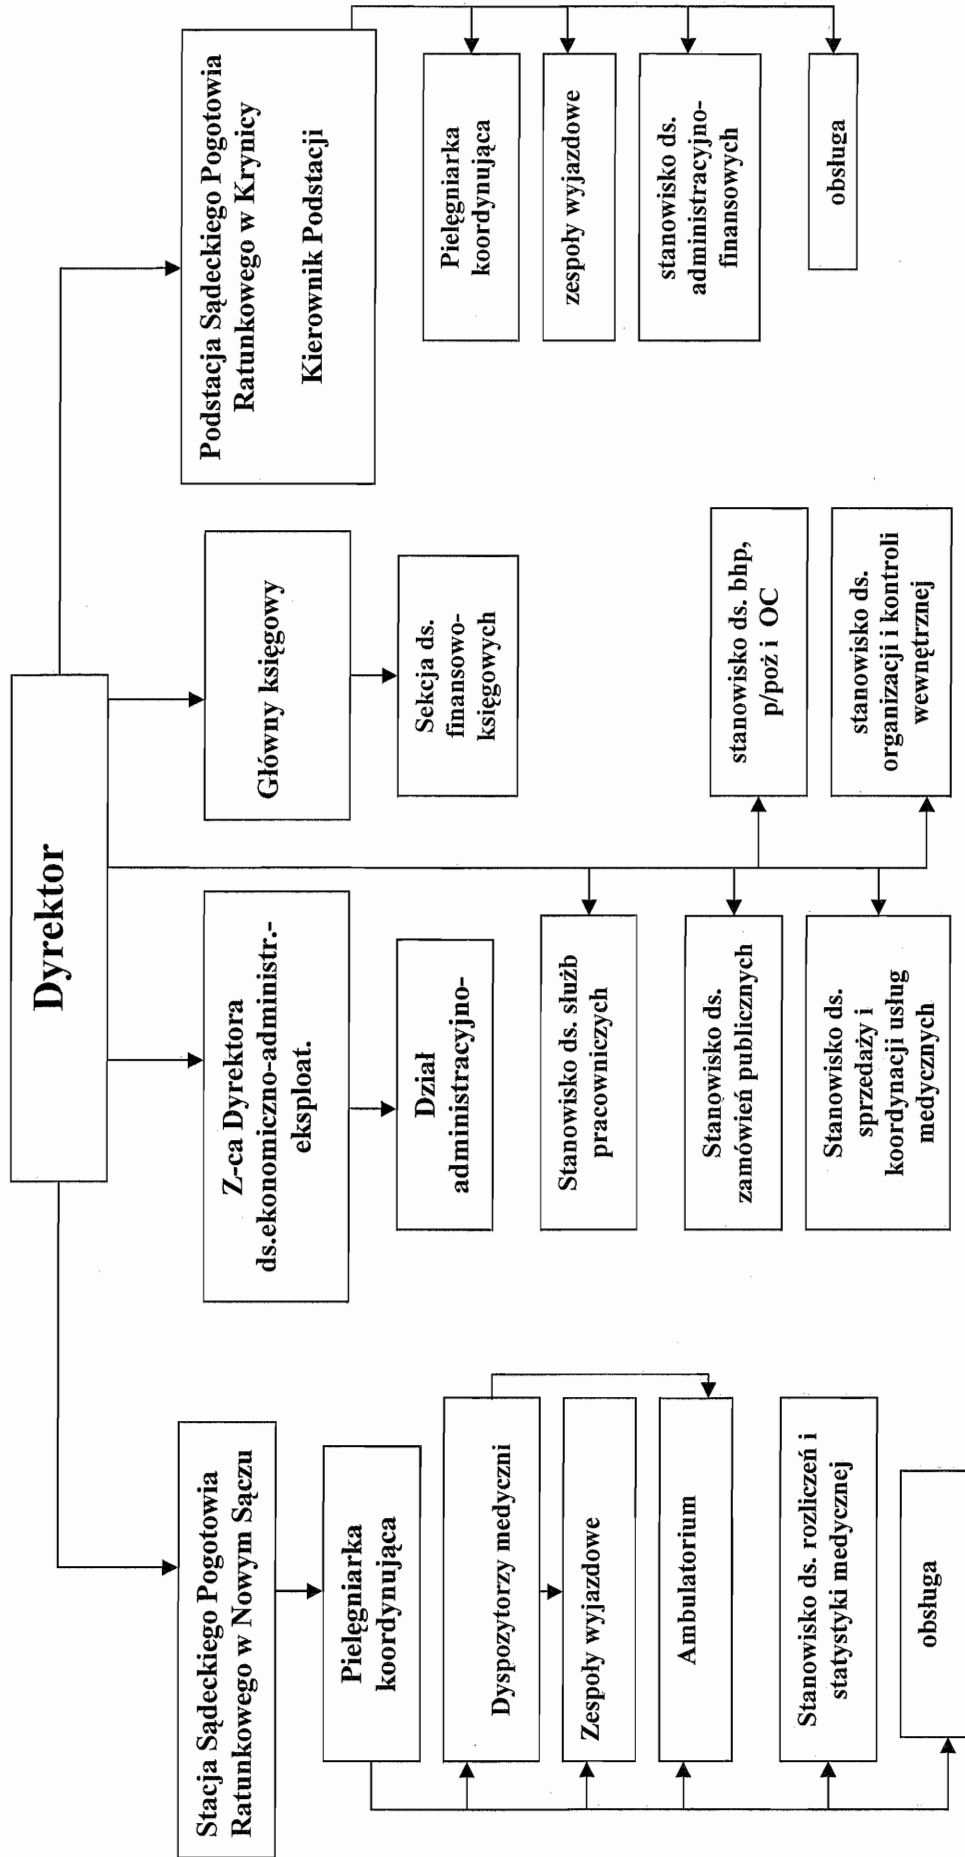 Dyrektor
Stacja Sądeckiego Pogotowia
Ratunkowego w Nowym Sączu
Pielęgniarka
koordynująca
Dyspozytorzy medyczni
Zespoły wyjazdowe
Ambulatorium
Stanowisko ds. rozliczeń i
statystyki medycznej
obsługa
Z-ca Dyrektora
ds.ekonomiczno-administr.-
eksploat.
Dział
administracyjno-
Główny księgowy
Sekcja ds.
finansowo-
księgowych
Stanowisko ds. służb
pracowniczych
Stanowisko ds.
zamówień publicznych
Stanowisko ds.
sprzedaży i
koordynacji usług
medycznych
stanowisko ds. bhp,
p/poż i OC
stanowisko ds.
organizacji i kontroli
wewnętrznej
Podstacja Sądeckiego Pogotowia
Ratunkowego w Krynicy
Kierownik Podstacji
Pielęgniarka
koordynująca
zespoły wyjazdowe
stanowisko ds.
administracyjno-
finansowych
obsługa